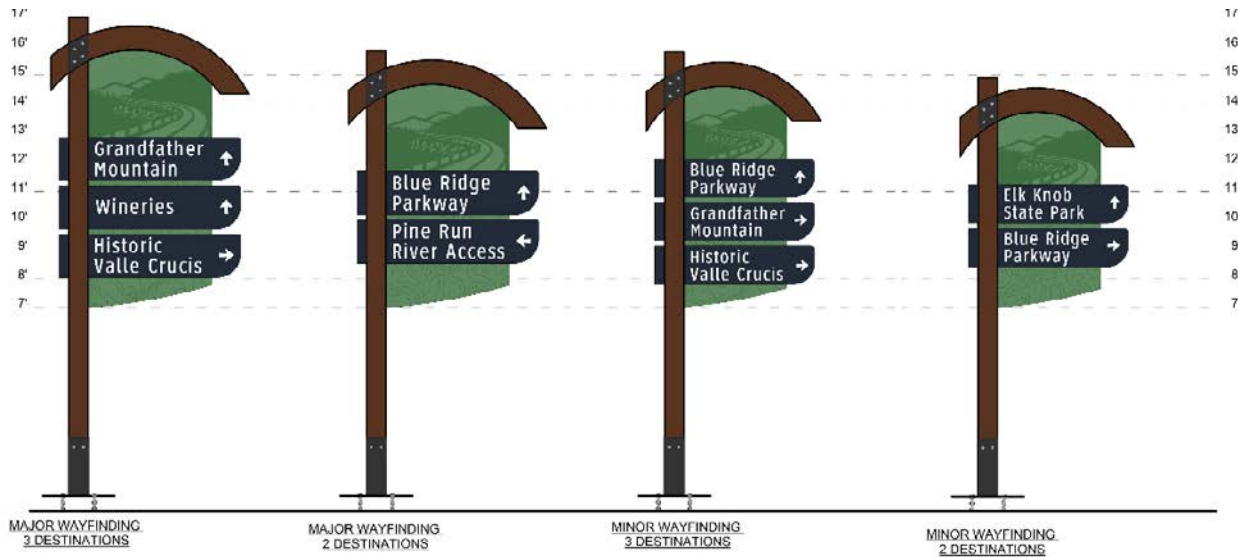 17'
16'
15'
14'
13'
12'
11'
10'
9'
8'
7'
Grandfather
Mountain
Wineries
Historic
Valle Crucis
Blue Ridge
Parkway
Pine Run
River Access
Blue Ridge
Parkway
Grandfather
Mountain
Historic
Valle Crucis
Elk Knob
State Park
Blue Ridge
Parkway
17
16
15
14
13
12
11
10
9
8
7
MAJOR WAYFINDING
3 DESTINATIONS
MAJOR WAYFINDING
2 DESTINATIONS
MINOR WAYFINDING
3 DESTINATIONS
MINOR WAYFINDING
2 DESTINATIONS